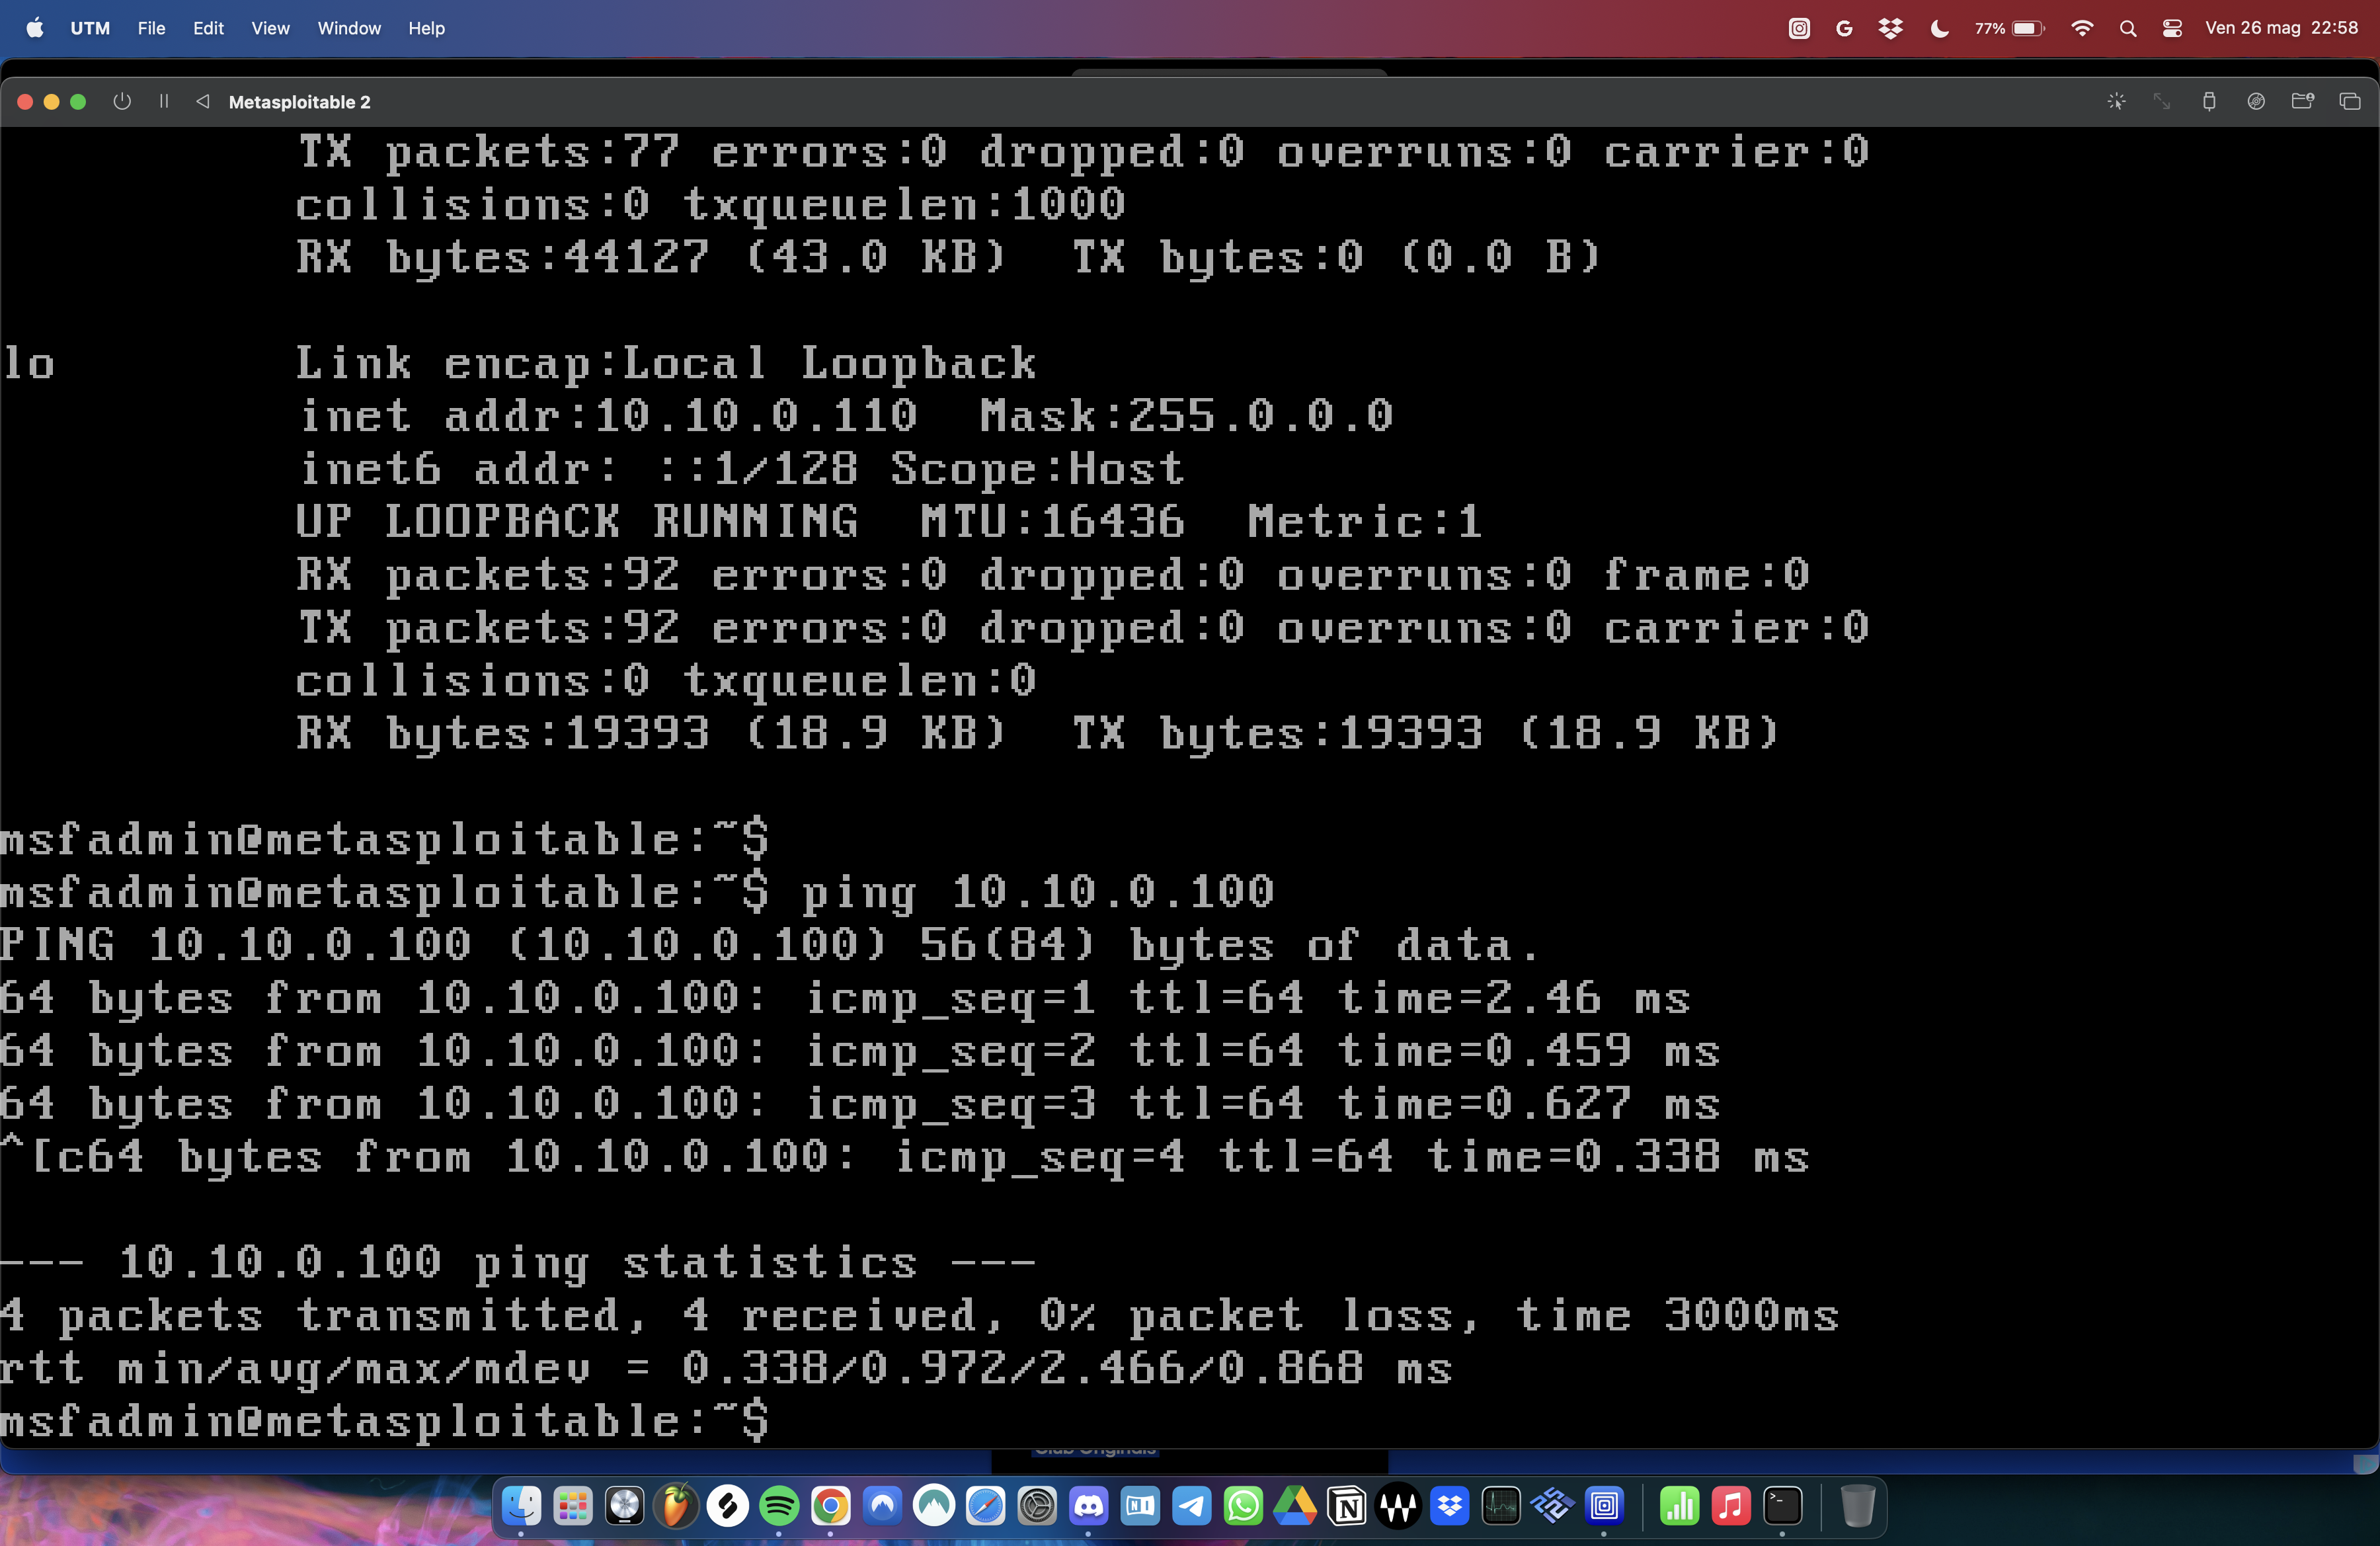 UTM File Edit View Window Help 77% Ven 26 mag 22:58
Metasploitable 2
TX packets:77 errors:0 dropped:0 overruns:0 carrier:0
collisions:0 txqueuelen:1000
RX bytes:44127 (43.0 KB)  TX bytes:0 (0.0 B)
lo        Link encap:Local Loopback
inet addr:10.10.0.110  Mask:255.0.0.0
inet6 addr: ::1/128 Scope:Host
UP LOOPBACK RUNNING  MTU:16436  Metric:1
RX packets:92 errors:0 dropped:0 overruns:0 frame:0
TX packets:92 errors:0 dropped:0 overruns:0 carrier:0
collisions:0 txqueuelen:0
RX bytes:19393 (18.9 KB)  TX bytes:19393 (18.9 KB)
msfadmin@metasploitable:~$
msfadmin@metasploitable:~$ ping 10.10.0.100
PING 10.10.0.100 (10.10.0.100) 56(84) bytes of data.
64 bytes from 10.10.0.100: icmp_seq=1 ttl=64 time=2.46 ms
64 bytes from 10.10.0.100: icmp_seq=2 ttl=64 time=0.459 ms
64 bytes from 10.10.0.100: icmp_seq=3 ttl=64 time=0.627 ms
^[c64 bytes from 10.10.0.100: icmp_seq=4 ttl=64 time=0.338 ms
--- 10.10.0.100 ping statistics ---
4 packets transmitted, 4 received, 0% packet loss, time 3000ms
rtt min/avg/max/mdev = 0.338/0.972/2.466/0.868 ms
msfadmin@metasploitable:~$
Club Originals